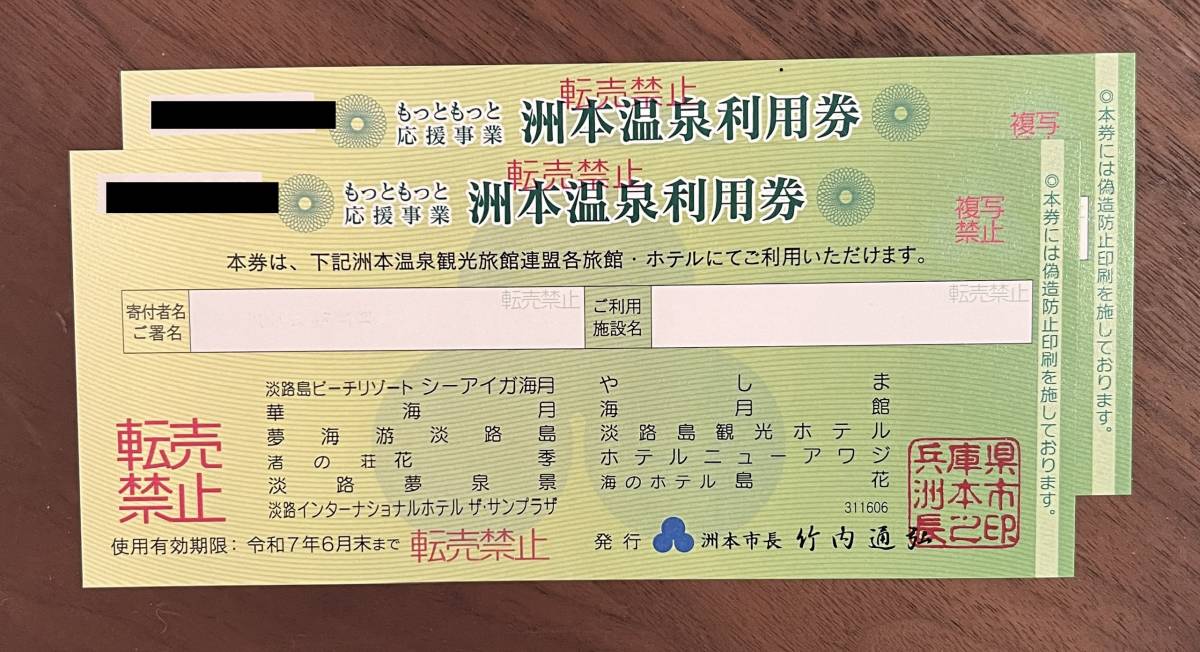 転売禁止
もっともっと
応援事業
洲本温泉利用券
複写
◎本券には偽造防止印刷を施しております。
転売禁止
もっともっと
応援事業
洲本温泉利用券
複写
禁止
◎本券には偽造防止印刷を施しております。
本券は、下記洲本温泉観光旅館連盟各旅館・ホテルにてご利用いただけます。
寄付者名
ご署名
転売禁止
ご利用
施設名
転売禁止
淡路島ビーチリゾート シーアイガ海月
やしま
華海月
海月館
夢海游淡路島
淡路島観光ホテル
渚の荘花季
ホテルニューアワジ
淡路夢泉景
海のホテル島花
淡路インターナショナルホテル ザ・サンプラザ
311606
転売
禁止
使用有効期限：令和7年6月末まで
転売禁止
発行
洲本市長 竹内通弘
兵庫県
洲本市
長之印